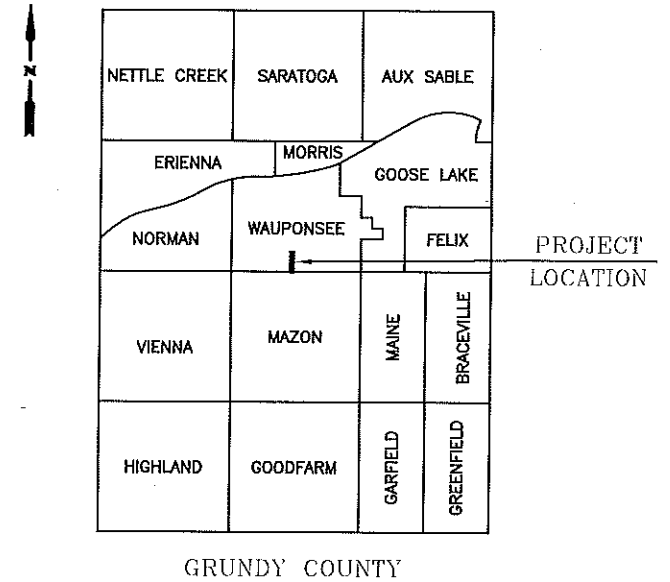 N
NETTLE CREEK
SARATOGA
AUX SABLE
ERIENNA
MORRIS
GOOSE LAKE
NORMAN
WAUPONSEE
FELIX
PROJECT
LOCATION
VIENNA
MAZON
MAINE
BRACEVILLE
HIGHLAND
GOODFARM
GARFIELD
GREENFIELD
GRUNDY COUNTY